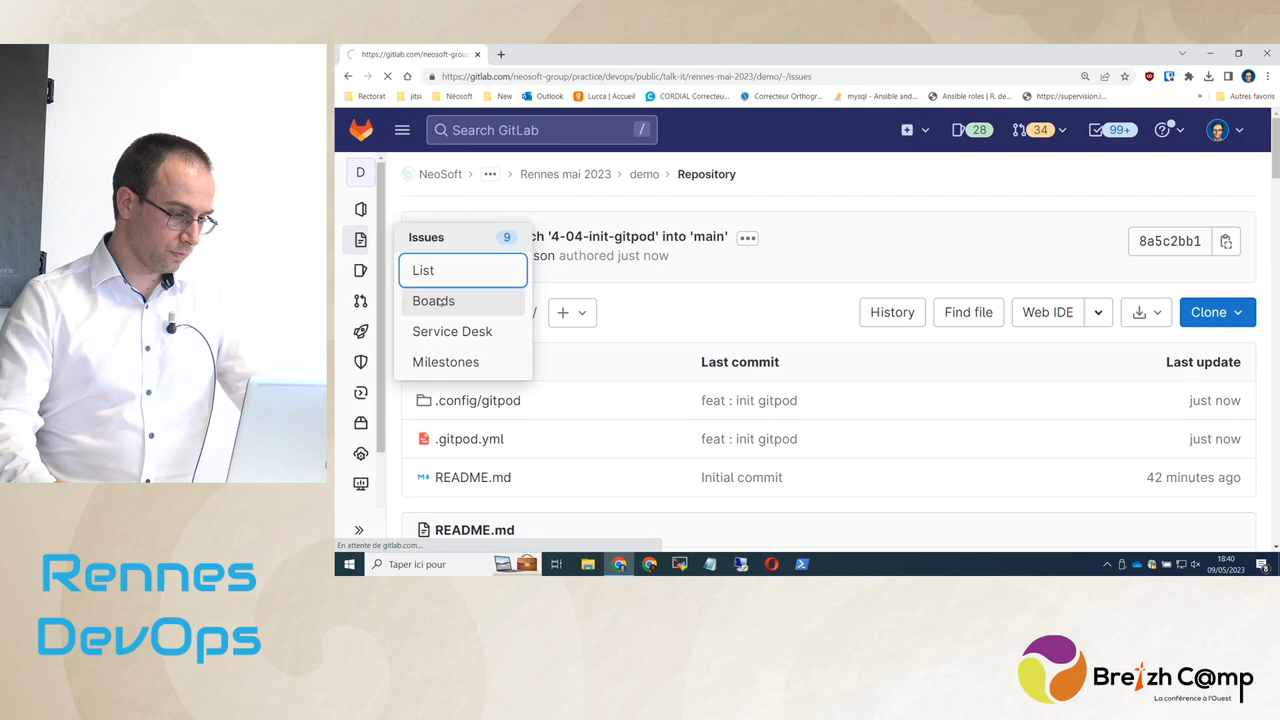 https://gitlab.com/neosoft-grou
https://gitlab.com/neosoft-group/practice/devops/public/talk-it/rennes-mai-2023/demo/-/issues
Rectorat
jitsi
Néosoft
New
Outlook
Lucca | Accueil
CORDIAL Correcteu...
Correcteur Orthogr...
mysql - Ansible and...
Ansible roles | R. de...
https://supervision.i...
»
Autres favoris
Search GitLab
/
28
34
99+
D
NeoSoft
Rennes mai 2023
demo
Repository
Issues
9
ch '4-04-init-gitpod' into 'main'
son authored just now
8a5c2bb1
List
Boards
Service Desk
Milestones
/
History
Find file
Web IDE
Clone
Last commit
Last update
.config/gitpod
feat : init gitpod
just now
.gitpod.yml
feat : init gitpod
just now
README.md
Initial commit
42 minutes ago
README.md
En attente de gitlab.com...
Taper ici pour
18:40
09/05/2023
8
Rennes
DevOps
Breizh C@mp
La conférence à l'Ouest